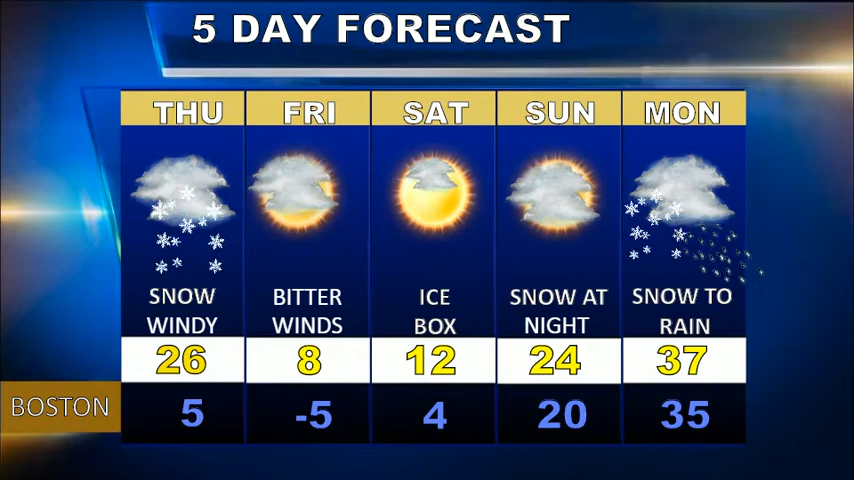 5 DAY FORECAST
THU FRI SAT SUN MON
SNOW BITTER ICE SNOW AT SNOW TO
WINDY WINDS BOX NIGHT RAIN
26 8 12 24 37
BOSTON 5 -5 4 20 35